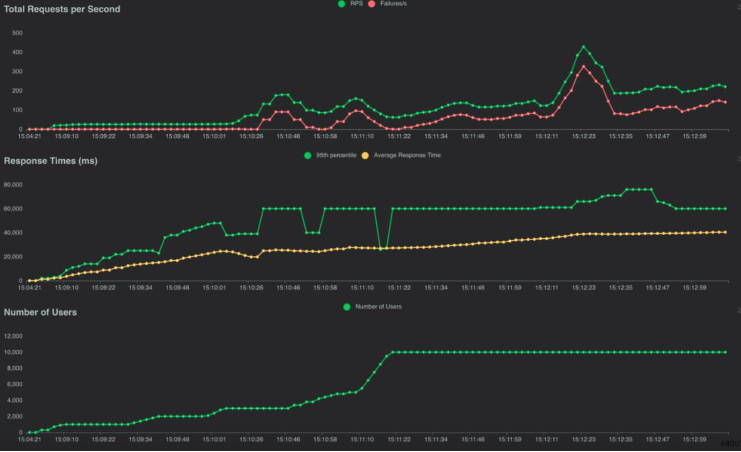 Total Requests per Second
RPS Failures/s
500
400
300
200
100
0
15:04:21 15:09:10 15:09:22 15:09:34 15:09:46 15:10:01 15:10:26 15:10:46 15:10:58 15:11:10 15:11:22 15:11:34 15:11:46 15:11:59 15:12:11 15:12:23 15:12:35 15:12:47 15:12:59
Response Times (ms)
95th percentile Average Response Time
80,000
60,000
40,000
20,000
0
15:04:21 15:09:10 15:09:22 15:09:34 15:09:46 15:10:01 15:10:26 15:10:46 15:10:58 15:11:10 15:11:22 15:11:34 15:11:46 15:11:59 15:12:11 15:12:23 15:12:35 15:12:47 15:12:59
Number of Users
Number of Users
12,000
10,000
8,000
6,000
4,000
2,000
0
15:04:21 15:09:10 15:09:22 15:09:34 15:09:46 15:10:01 15:10:26 15:10:46 15:10:58 15:11:10 15:11:22 15:11:34 15:11:46 15:11:59 15:12:11 15:12:23 15:12:35 15:12:47 15:12:59